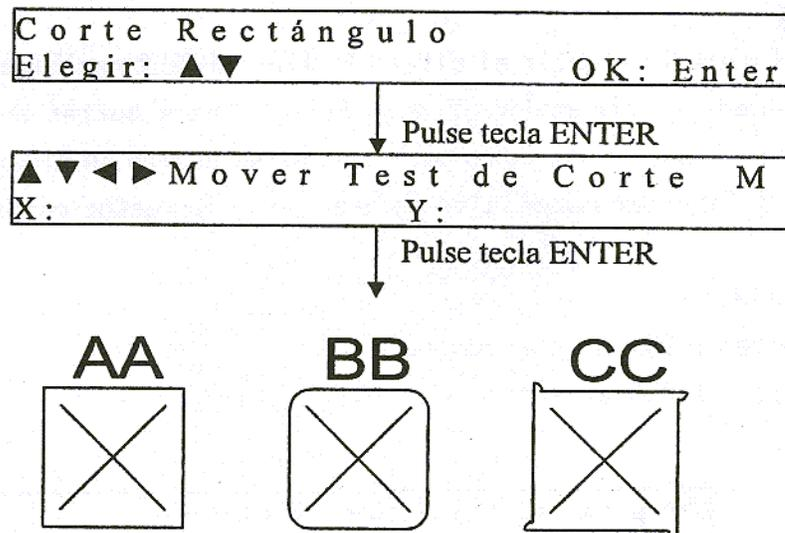 Corte Rectángulo
Elegir: ▲▼ OK: Enter
Pulse tecla ENTER
▲▼◄►Mover Test de Corte M
X: Y:
Pulse tecla ENTER
AA BB CC